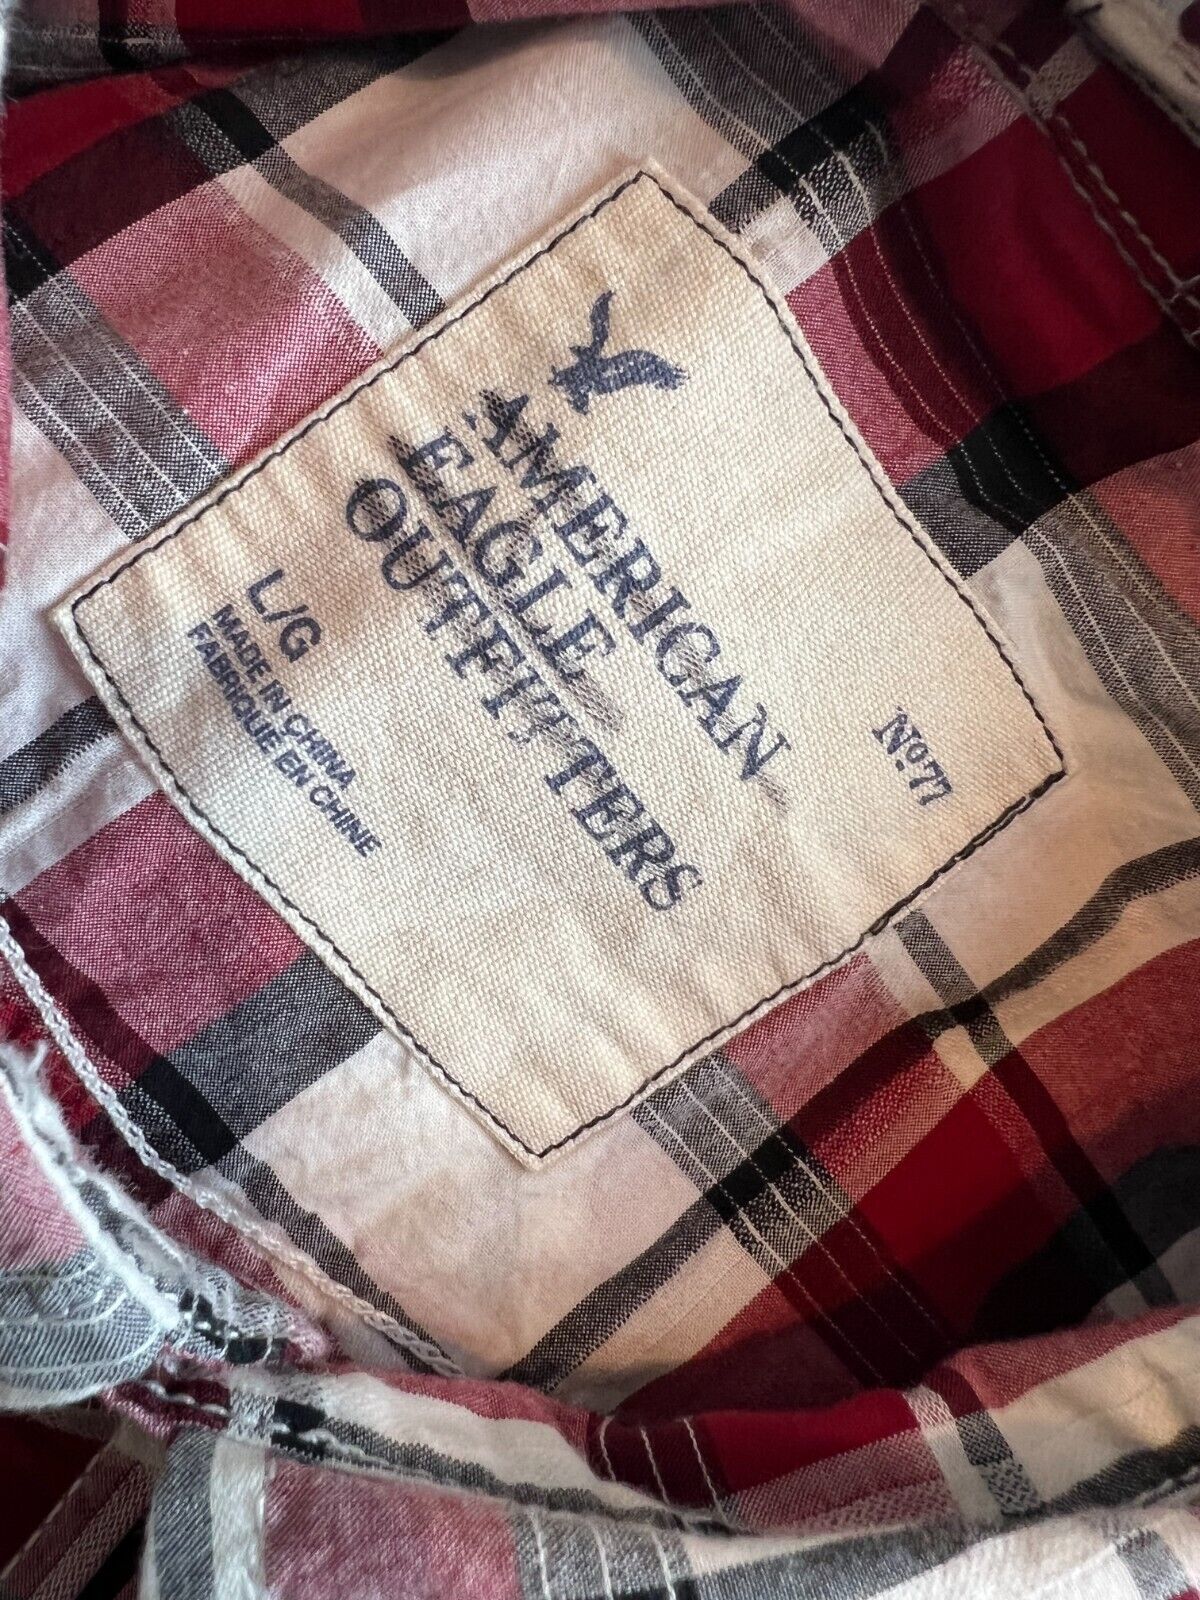 AMERICAN
EAGLE
OUTFITTERS
Nº77
L/G
MADE IN CHINA
FABRIQUE EN CHINE